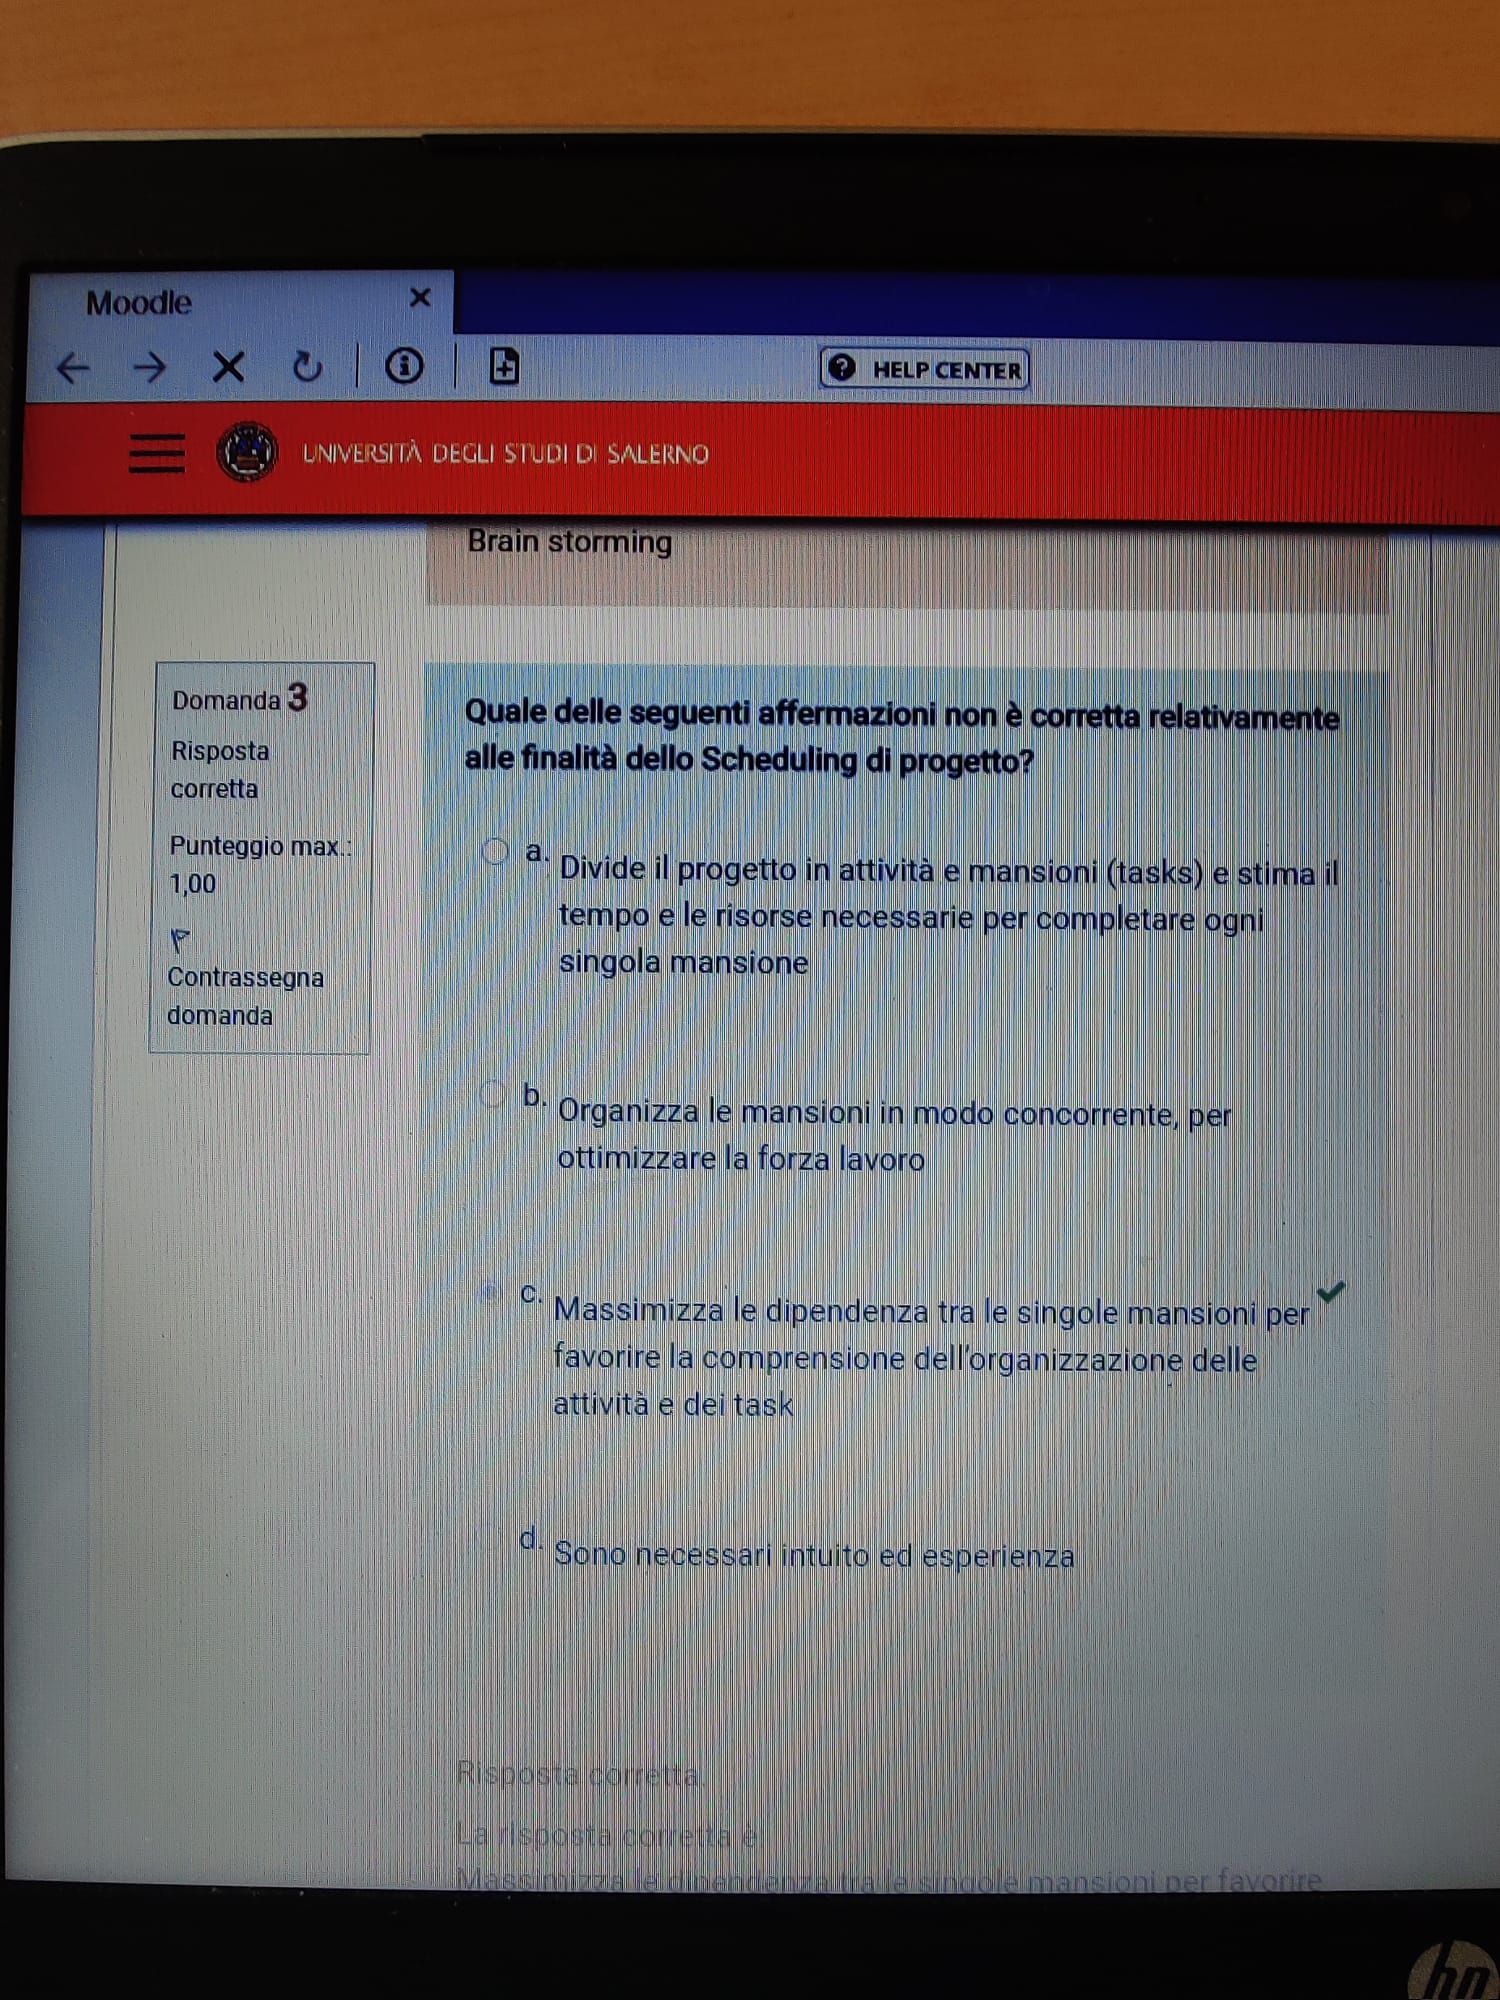 Moodle
HELP CENTER
UNIVERSITÀ DEGLI STUDI DI SALERNO
Brain storming
Domanda 3
Risposta
corretta
Punteggio max.:
1,00
Contrassegna
domanda
Quale delle seguenti affermazioni non è corretta relativamente
alle finalità dello Scheduling di progetto?
a. Divide il progetto in attività e mansioni (tasks) e stima il
tempo e le risorse necessarie per completare ogni
singola mansione
b. Organizza le mansioni in modo concorrente, per
ottimizzare la forza lavoro
c. Massimizza le dipendenza tra le singole mansioni per
favorire la comprensione dell'organizzazione delle
attività e dei task
d. Sono necessari intuito ed esperienza
Risposta corretta.
La risposta corretta è:
Massimizza le dipendenza tra le singole mansioni per favorire
hp